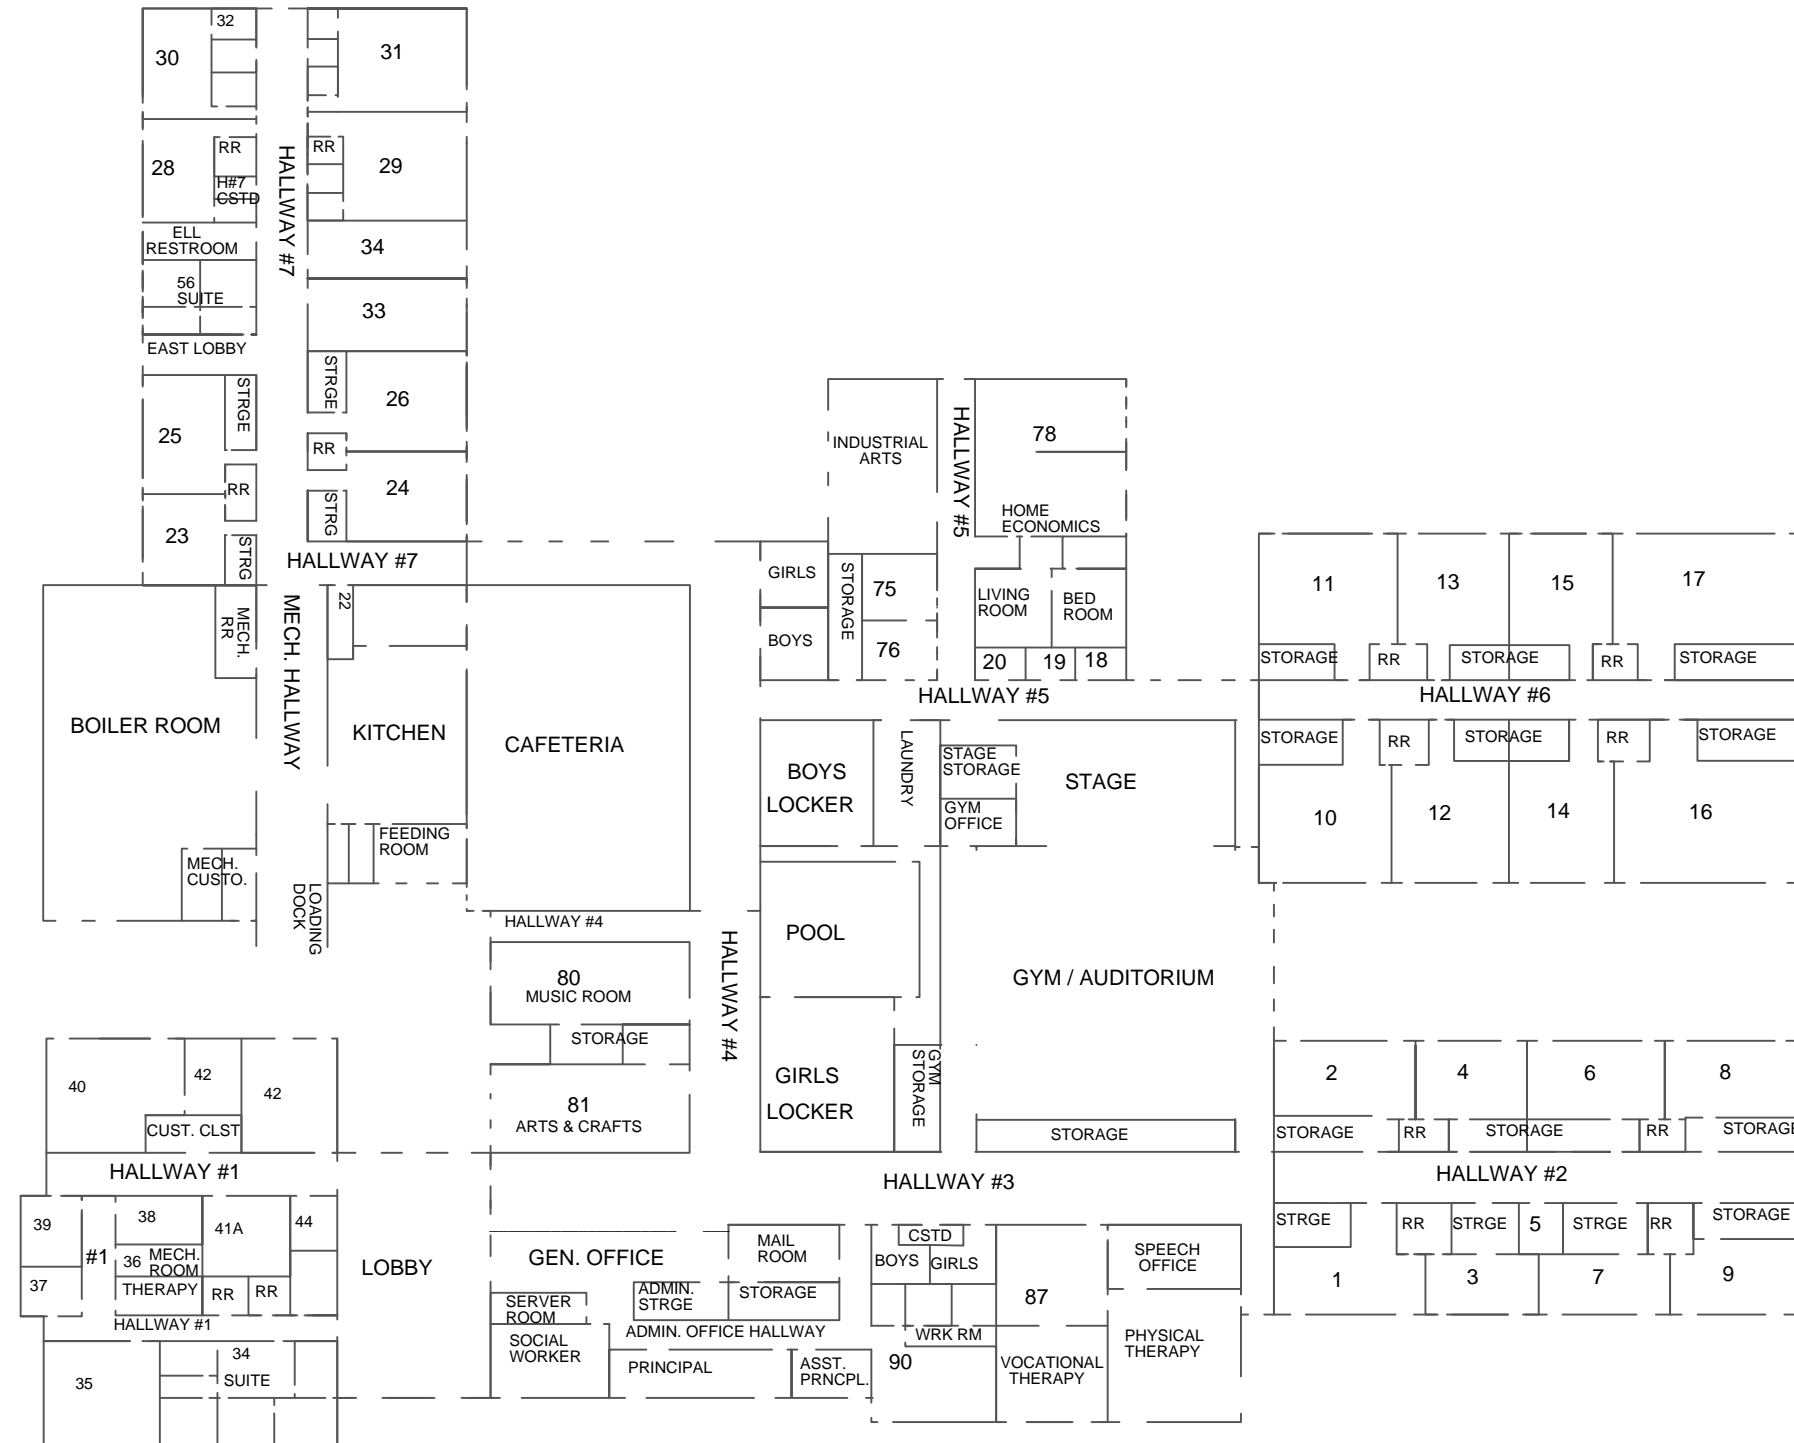 32
30
31
RR
RR
28
29
H#7
CSTD
HALLWAY #7
ELL
RESTROOM
34
56
SUITE
33
EAST LOBBY
STRGE
26
STRGE
25
RR
RR
24
STRG
23
STRG
HALLWAY #7
MECH.
RR
MECH. HALLWAY
22
BOILER ROOM
KITCHEN
CAFETERIA
MECH.
CUSTO.
FEEDING
ROOM
LOADING
DOCK
INDUSTRIAL
ARTS
HALLWAY #5
78
HOME
ECONOMICS
GIRLS
STORAGE
75
BOYS
76
LIVING
ROOM
BED
ROOM
20
19
18
HALLWAY #5
11
13
15
17
STORAGE
RR
STORAGE
RR
STORAGE
HALLWAY #6
STORAGE
RR
STORAGE
RR
STORAGE
10
12
14
16
BOYS
LOCKER
LAUNDRY
STAGE
STORAGE
GYM
OFFICE
STAGE
POOL
GYM / AUDITORIUM
HALLWAY #4
HALLWAY #4
80
MUSIC ROOM
STORAGE
81
ARTS & CRAFTS
GIRLS
LOCKER
GYM
STORAGE
STORAGE
HALLWAY #3
2
4
6
8
STORAGE
RR
STORAGE
RR
STORAGE
HALLWAY #2
STRGE
RR
STRGE
5
STRGE
RR
STORAGE
1
3
7
9
40
42
42
CUST. CLST
HALLWAY #1
39
38
41A
44
#1
36
MECH.
ROOM
37
THERAPY
RR
RR
HALLWAY #1
LOBBY
35
34
SUITE
GEN. OFFICE
MAIL
ROOM
ADMIN.
STRGE
STORAGE
SERVER
ROOM
SOCIAL
WORKER
ADMIN. OFFICE HALLWAY
PRINCIPAL
ASST.
PRNCPL.
CSTD
BOYS
GIRLS
WRK RM
90
87
VOCATIONAL
THERAPY
SPEECH
OFFICE
PHYSICAL
THERAPY